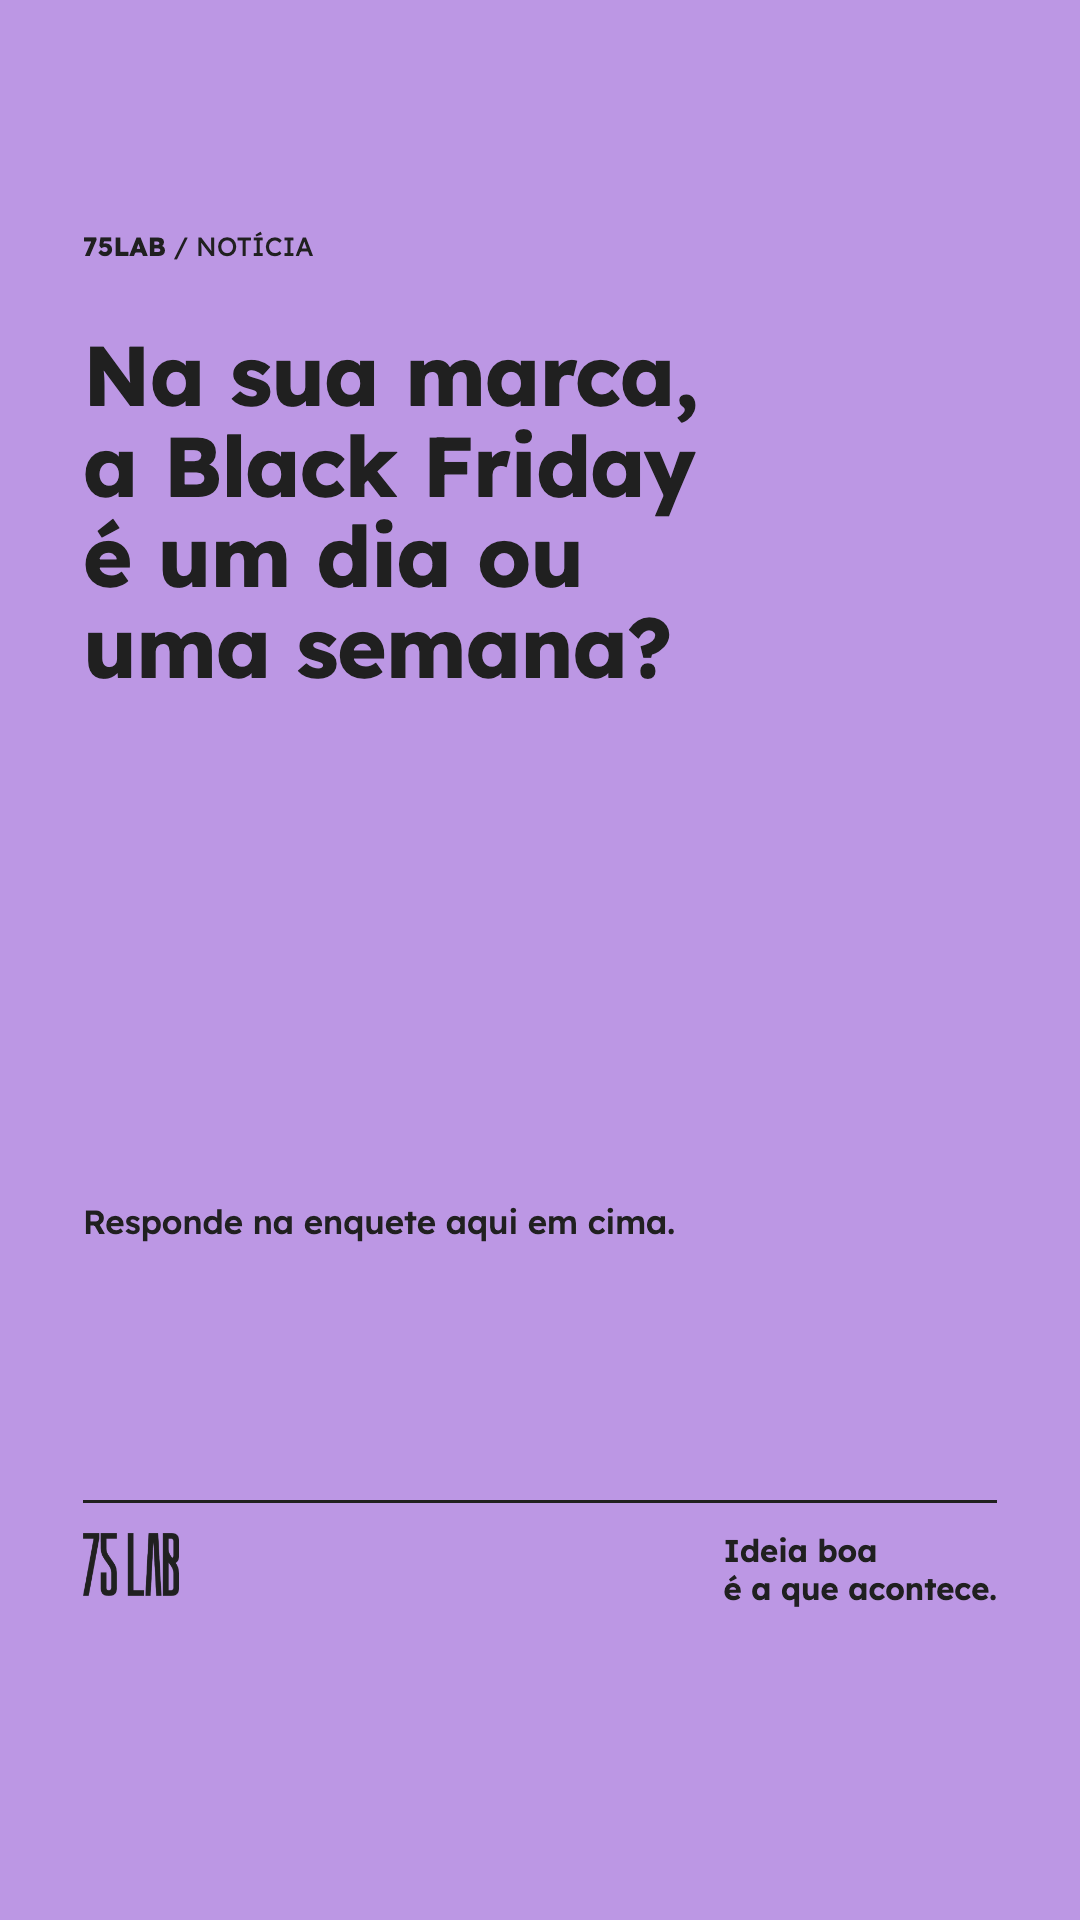 75LAB / NOTÍCIA
Na sua marca,
a Black Friday
é um dia ou
uma semana?
Responde na enquete aqui em cima.
75 LAB
Ideia boa
é a que acontece.